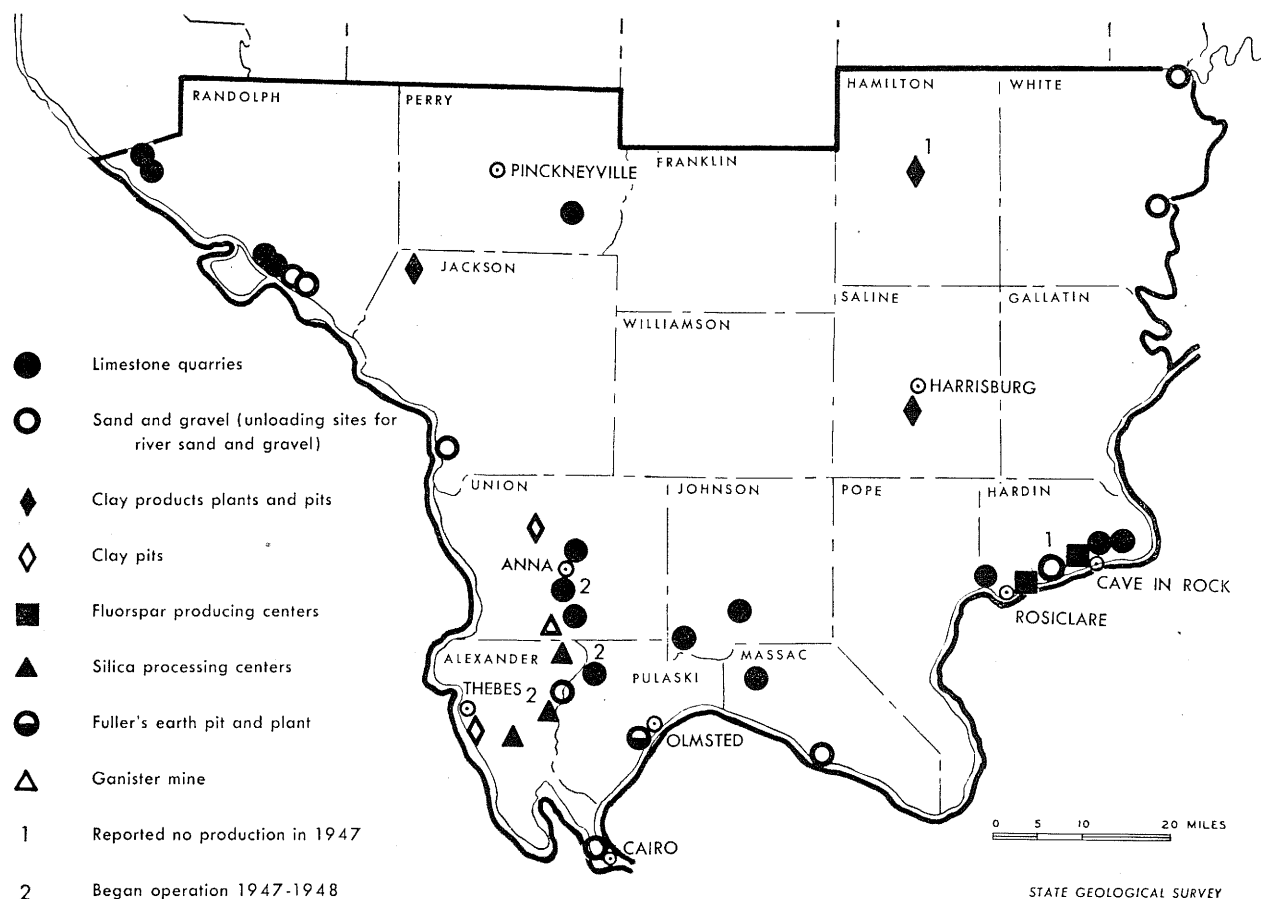 RANDOLPH
PERRY
HAMILTON
WHITE
PINCKNEYVILLE
FRANKLIN
1
JACKSON
SALINE
GALLATIN
WILLIAMSON
HARRISBURG
Limestone quarries
Sand and gravel (unloading sites for
river sand and gravel)
Clay products plants and pits
Clay pits
Fluorspar producing centers
Silica processing centers
Fuller's earth pit and plant
Ganister mine
1 Reported no production in 1947
2 Began operation 1947-1948
UNION
JOHNSON
POPE
HARDIN
1
ANNA
2
CAVE IN ROCK
ROSICLARE
ALEXANDER
2
PULASKI
MASSAC
THEBES
2
OLMSTED
CAIRO
0 5 10 20 MILES
STATE GEOLOGICAL SURVEY